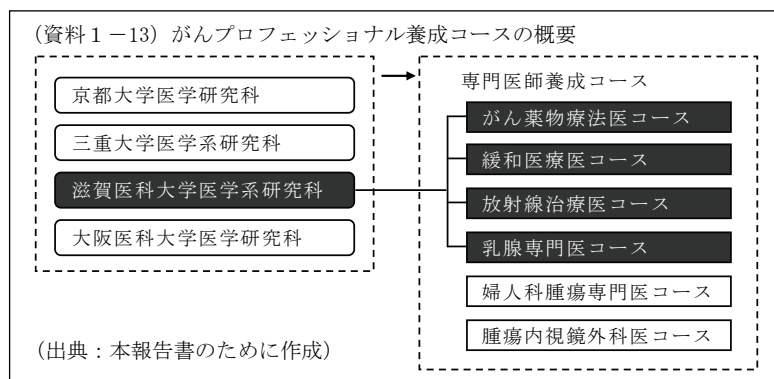 （資料１－13）がんプロフェッショナル養成コースの概要
京都大学医学研究科
三重大学医学系研究科
滋賀医科大学医学系研究科
大阪医科大学医学研究科
専門医師養成コース
がん薬物療法医コース
緩和医療医コース
放射線治療医コース
乳腺専門医コース
婦人科腫瘍専門医コース
腫瘍内視鏡外科医コース
（出典：本報告書のために作成）